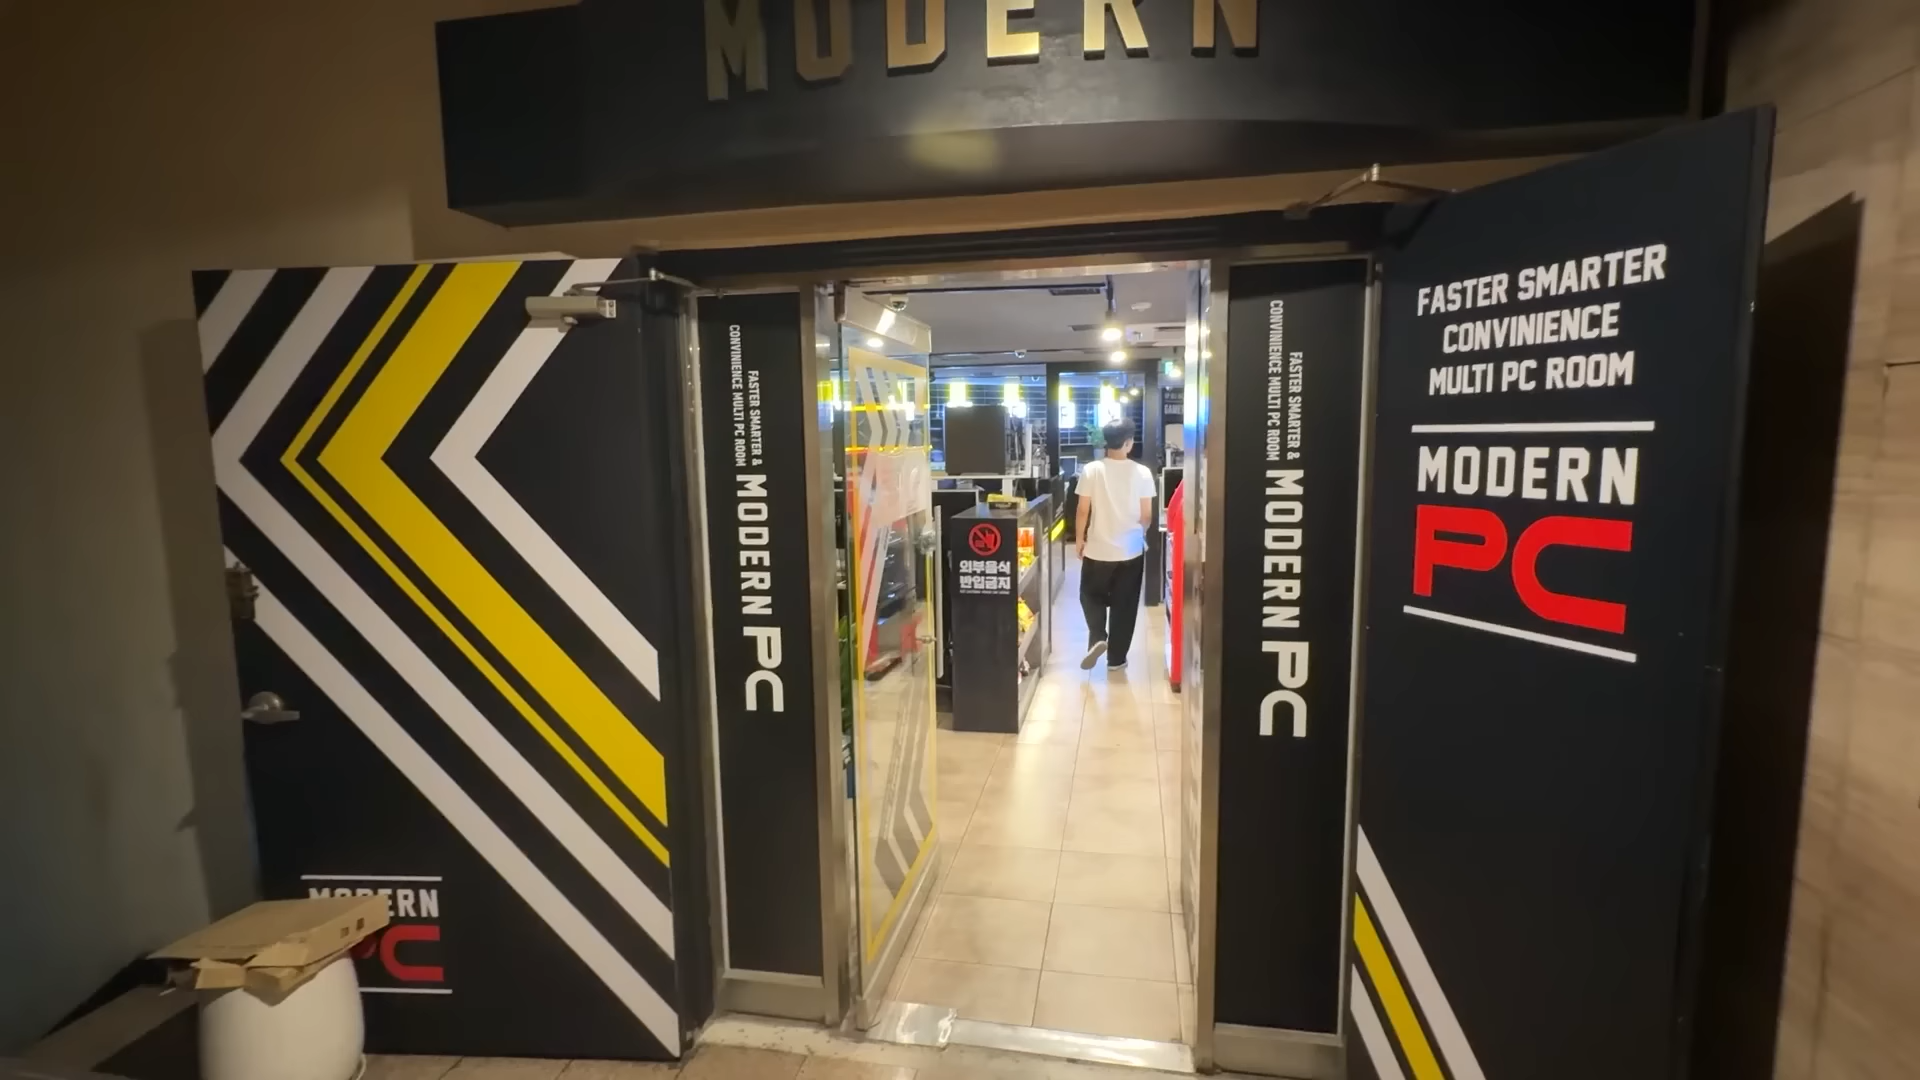 MODERN
FASTER SMARTER &
CONVINIENCE MULTI PC ROOM
MODERN PC
외부음식
반입금지
FASTER SMARTER &
CONVINIENCE MULTI PC ROOM
MODERN PC
FASTER SMARTER
CONVINIENCE
MULTI PC ROOM
MODERN
PC
MODERN
PC